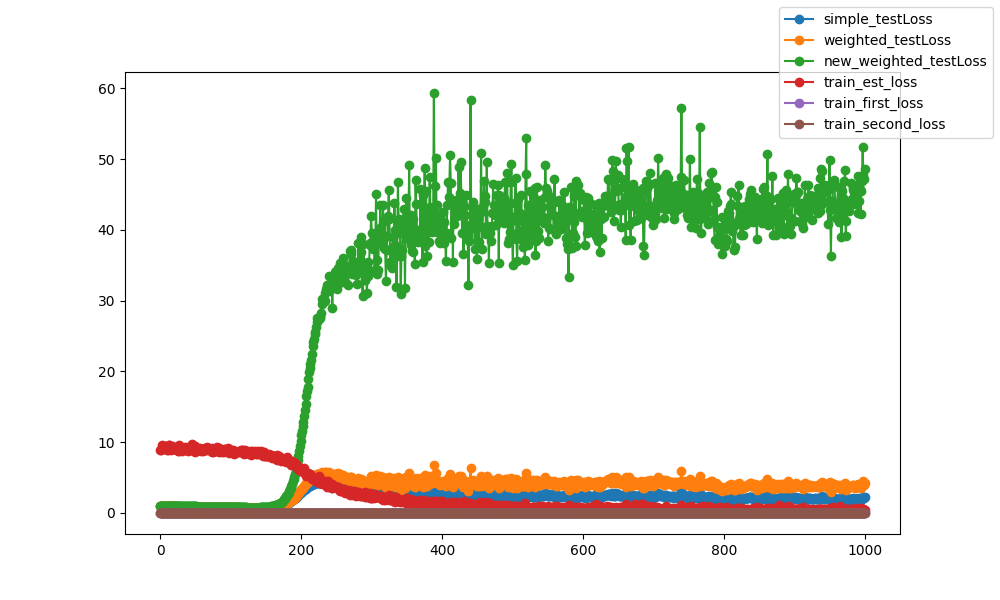 simple_testLoss
weighted_testLoss
new_weighted_testLoss
train_est_loss
train_first_loss
train_second_loss
60
50
40
30
20
10
0
0 200 400 600 800 1000